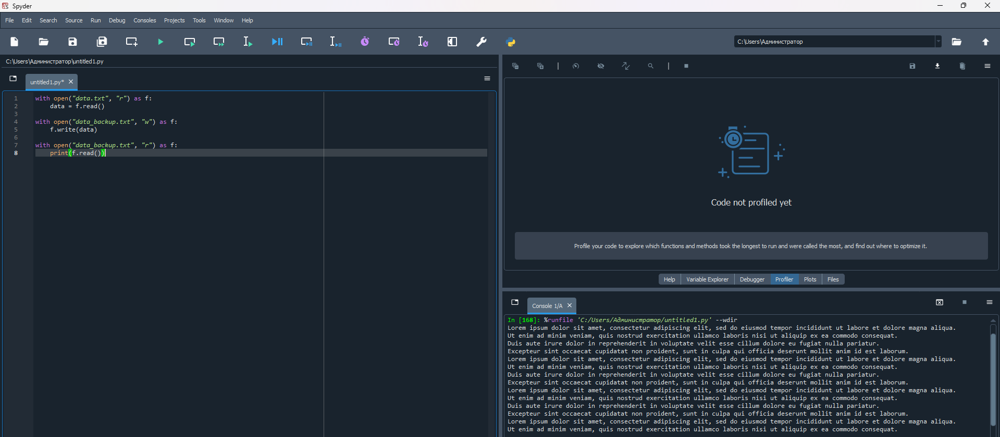 Spyder
File Edit Search Source Run Debug Consoles Projects Tools Window Help
C:\Users\Администратор
C:\Users\Администратор\untitled1.py
untitled1.py*
1 with open("data.txt", "r") as f:
2     data = f.read()
3
4 with open("data_backup.txt", "w") as f:
5     f.write(data)
6
7 with open("data_backup.txt", "r") as f:
8     print(f.read())
Code not profiled yet
Profile your code to explore which functions and methods took the longest to run and were called the most, and find out where to optimize it.
Help Variable Explorer Debugger Profiler Plots Files
Console 1/A
In [168]: %runfile 'C:/Users/Администратор/untitled1.py' --wdir
Lorem ipsum dolor sit amet, consectetur adipiscing elit, sed do eiusmod tempor incididunt ut labore et dolore magna aliqua.
Ut enim ad minim veniam, quis nostrud exercitation ullamco laboris nisi ut aliquip ex ea commodo consequat.
Duis aute irure dolor in reprehenderit in voluptate velit esse cillum dolore eu fugiat nulla pariatur.
Excepteur sint occaecat cupidatat non proident, sunt in culpa qui officia deserunt mollit anim id est laborum.
Lorem ipsum dolor sit amet, consectetur adipiscing elit, sed do eiusmod tempor incididunt ut labore et dolore magna aliqua.
Ut enim ad minim veniam, quis nostrud exercitation ullamco laboris nisi ut aliquip ex ea commodo consequat.
Duis aute irure dolor in reprehenderit in voluptate velit esse cillum dolore eu fugiat nulla pariatur.
Excepteur sint occaecat cupidatat non proident, sunt in culpa qui officia deserunt mollit anim id est laborum.
Lorem ipsum dolor sit amet, consectetur adipiscing elit, sed do eiusmod tempor incididunt ut labore et dolore magna aliqua.
Ut enim ad minim veniam, quis nostrud exercitation ullamco laboris nisi ut aliquip ex ea commodo consequat.
Duis aute irure dolor in reprehenderit in voluptate velit esse cillum dolore eu fugiat nulla pariatur.
Excepteur sint occaecat cupidatat non proident, sunt in culpa qui officia deserunt mollit anim id est laborum.
Lorem ipsum dolor sit amet, consectetur adipiscing elit, sed do eiusmod tempor incididunt ut labore et dolore magna aliqua.
Ut enim ad minim veniam, quis nostrud exercitation ullamco laboris nisi ut aliquip ex ea commodo consequat.